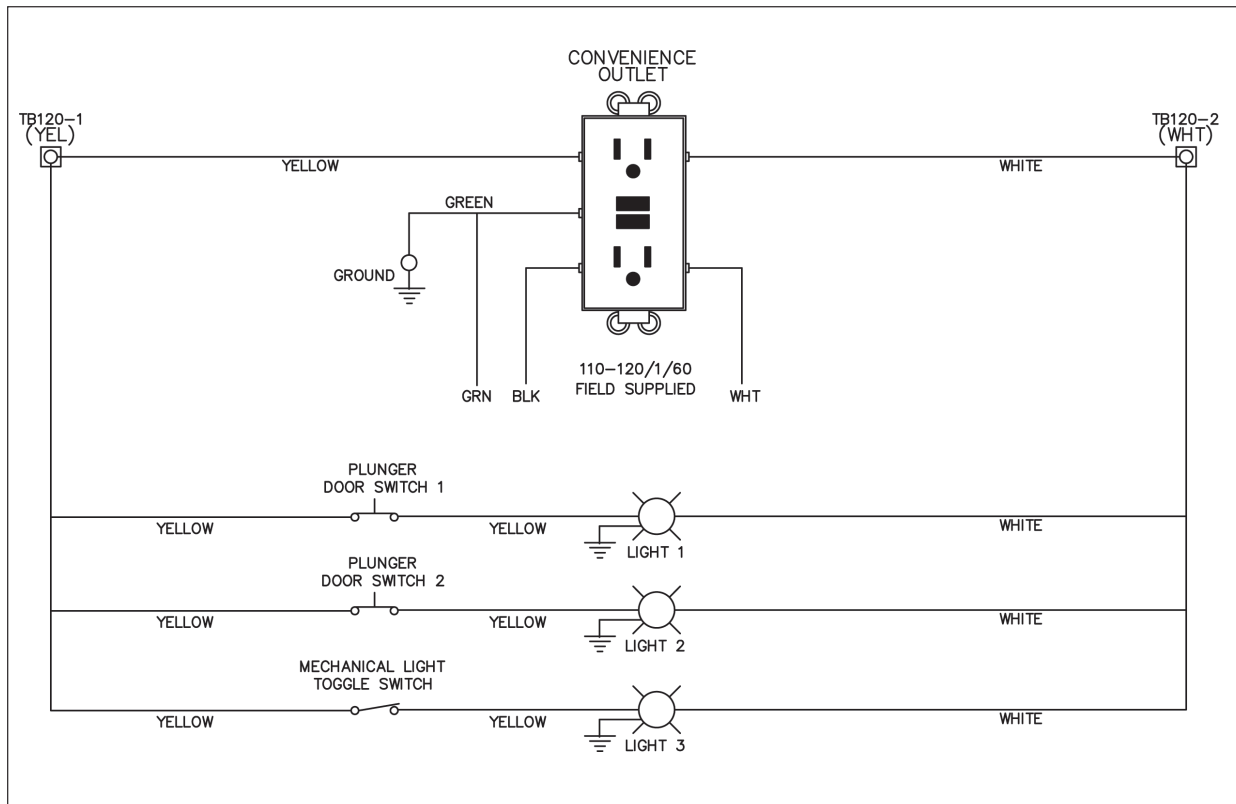 CONVENIENCE
OUTLET
TB120-1
(YEL)
TB120-2
(WHT)
YELLOW
WHITE
GREEN
GROUND
110-120/1/60
FIELD SUPPLIED
GRN
BLK
WHT
PLUNGER
DOOR SWITCH 1
YELLOW
YELLOW
WHITE
LIGHT 1
PLUNGER
DOOR SWITCH 2
YELLOW
YELLOW
WHITE
LIGHT 2
MECHANICAL LIGHT
TOGGLE SWITCH
YELLOW
YELLOW
WHITE
LIGHT 3